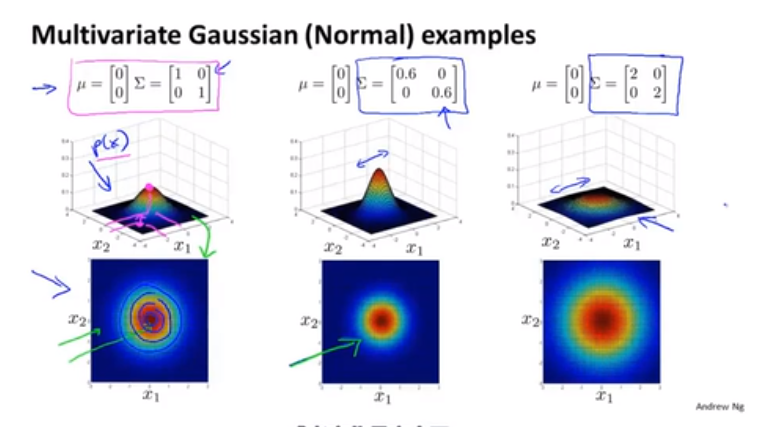 Multivariate Gaussian (Normal) examples
μ = [0 0] Σ = [1 0 0 1]
μ = [0 0] Σ = [0.6 0 0 0.6]
μ = [0 0] Σ = [2 0 0 2]
p(x)
x₂ x₁
x₂ x₁
x₂ x₁
x₂
x₂
x₂
x₁
x₁
x₁
Andrew Ng